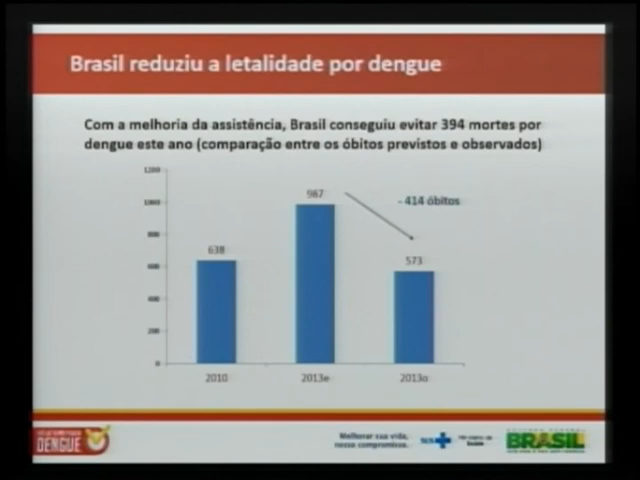 Brasil reduziu a letalidade por dengue
Com a melhoria da assistência, Brasil conseguiu evitar 394 mortes por
dengue este ano (comparação entre os óbitos previstos e observados)
1200
1000
800
600
400
200
0
638
987
573
- 414 óbitos
2010
2013e
2013o
DENGUE
Melhorar sua vida,
nosso compromisso.
SUS
Saúde
BRASIL